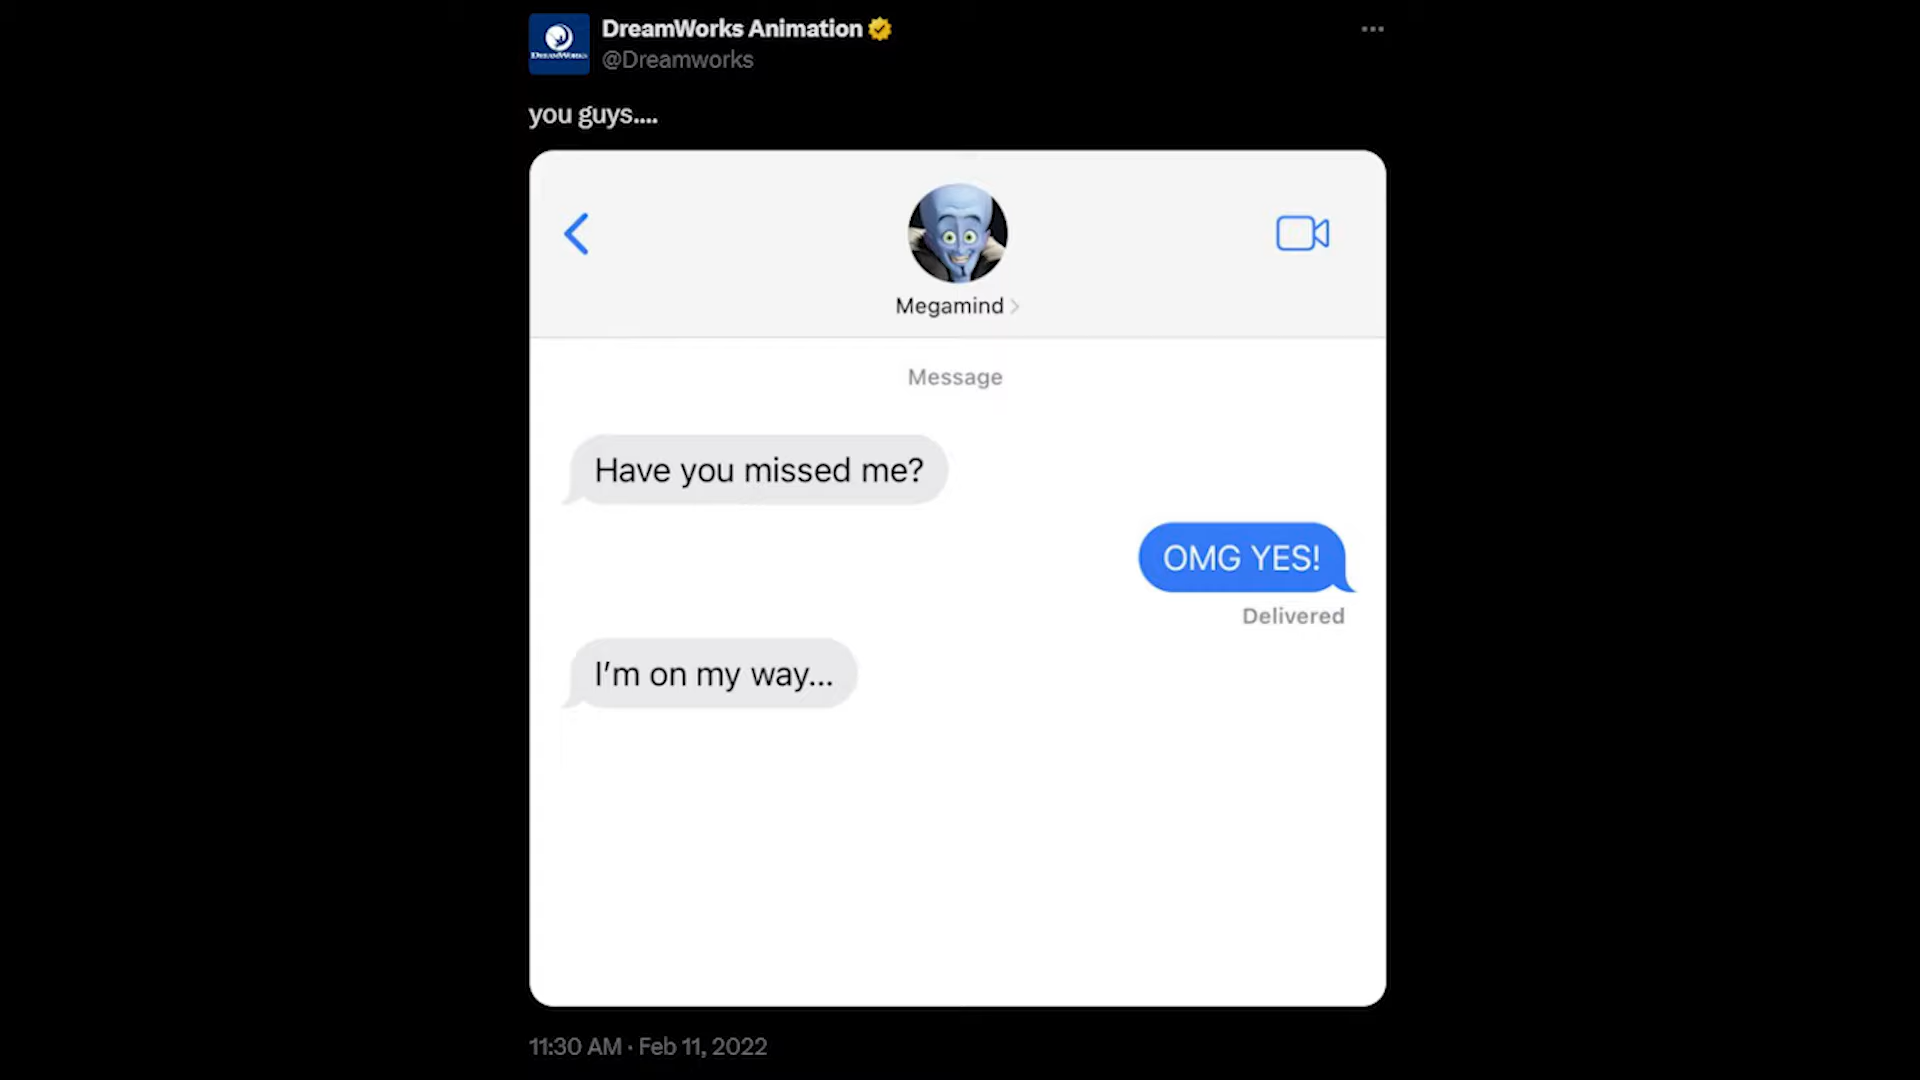 DreamWorks Animation
@Dreamworks
DREAMWORKS
you guys....
Megamind
Message
Have you missed me?
OMG YES!
Delivered
I'm on my way...
11:30 AM · Feb 11, 2022